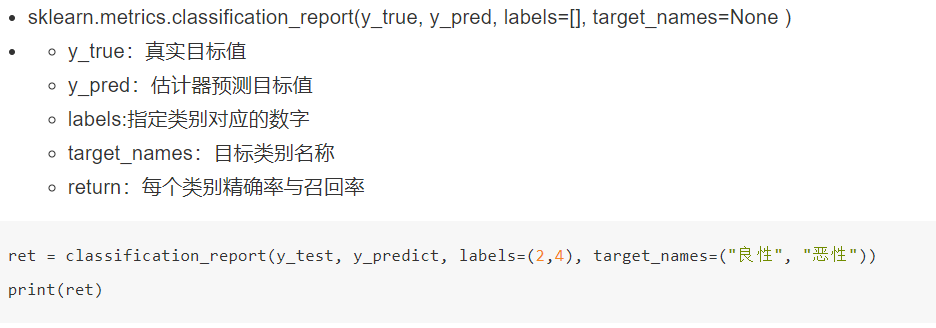 sklearn.metrics.classification_report(y_true, y_pred, labels=[], target_names=None )
y_true：真实目标值
y_pred：估计器预测目标值
labels:指定类别对应的数字
target_names：目标类别名称
return：每个类别精确率与召回率
ret = classification_report(y_test, y_predict, labels=(2,4), target_names=("良性", "恶性"))
print(ret)